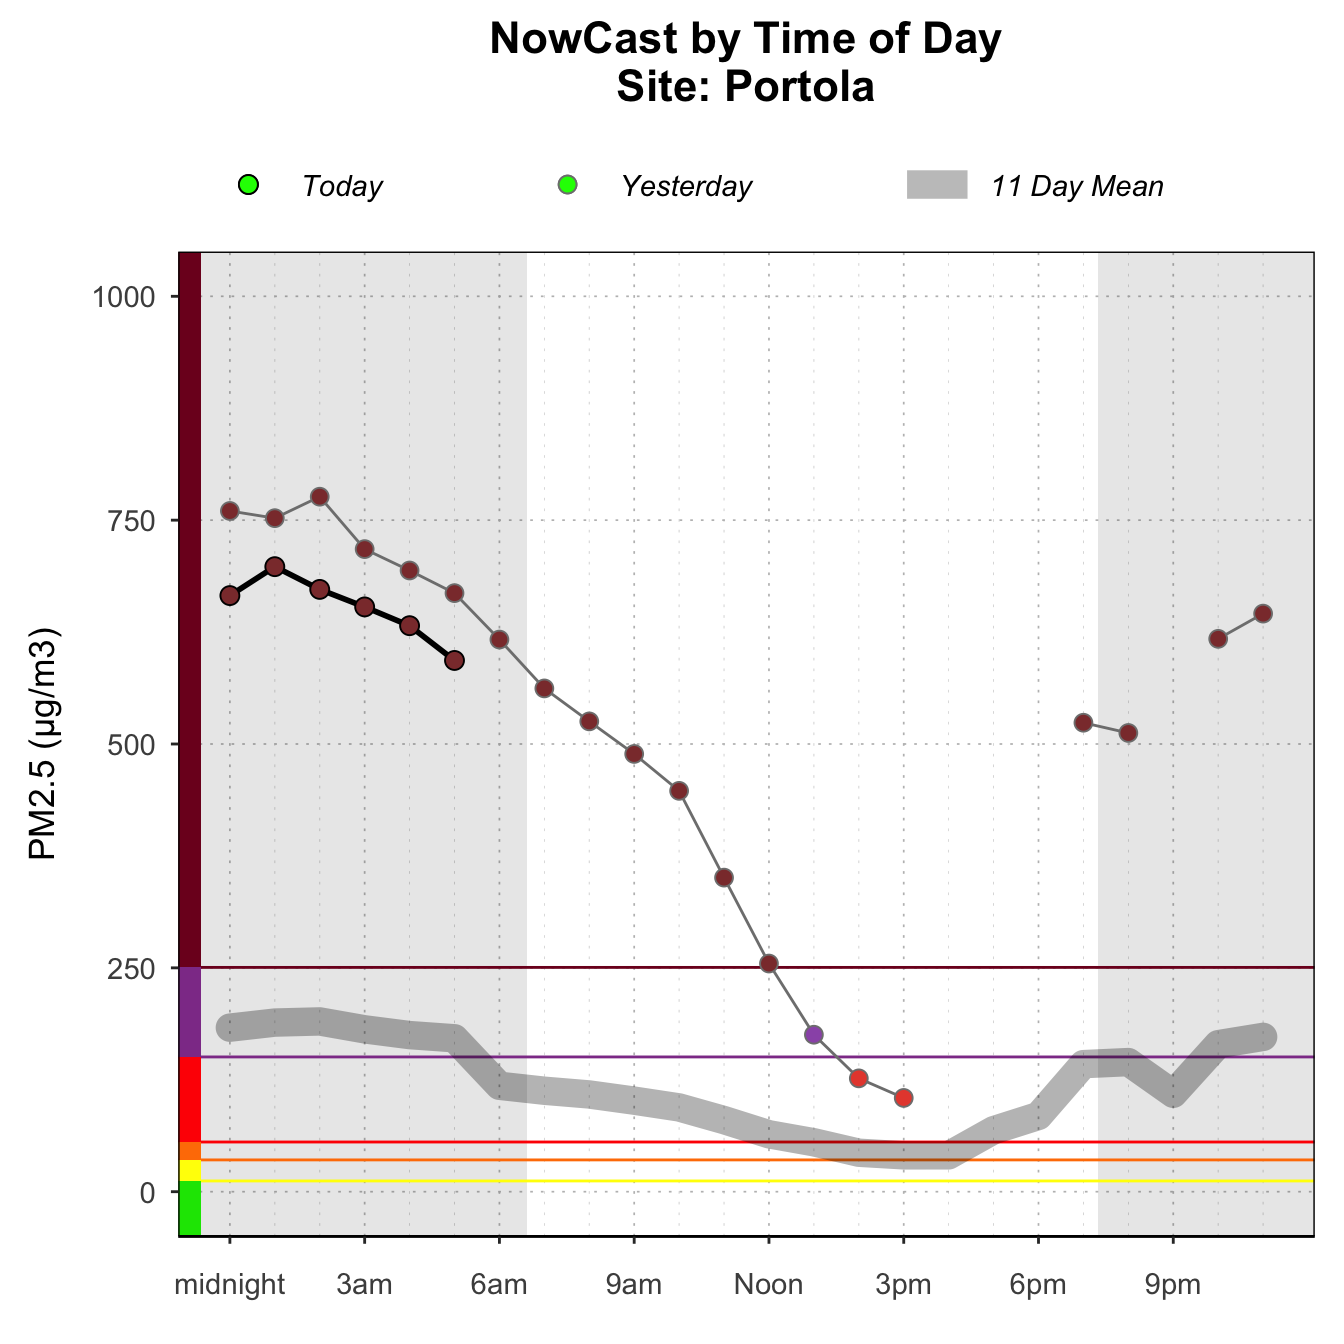 NowCast by Time of Day
Site: Portola
Today Yesterday 11 Day Mean
PM2.5 (µg/m3)
1000
750
500
250
0
midnight 3am 6am 9am Noon 3pm 6pm 9pm